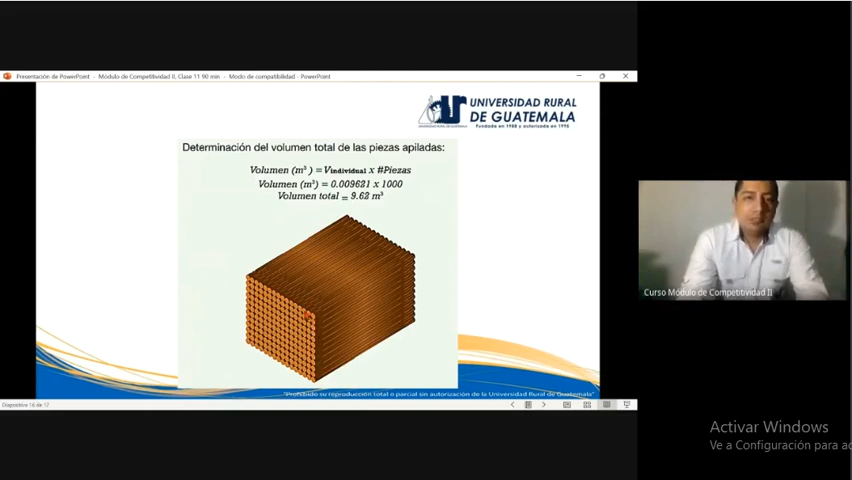 Presentación de PowerPoint - Módulo de Competitividad II, Clase 11 90 min - Modo de compatibilidad - PowerPoint
UNIVERSIDAD RURAL
DE GUATEMALA
Fundada en 1988 y autorizada en 1995
Determinación del volumen total de las piezas apiladas:
Volumen (m³) = Vindividual x #Piezas
Volumen (m³) = 0.009621 x 1000
Volumen total = 9.62 m³
Curso Módulo de Competitividad II
"Prohibido su reproducción total o parcial sin autorización de la Universidad Rural de Guatemala"
Diapositiva 16 de 17
Activar Windows
Ve a Configuración para ac